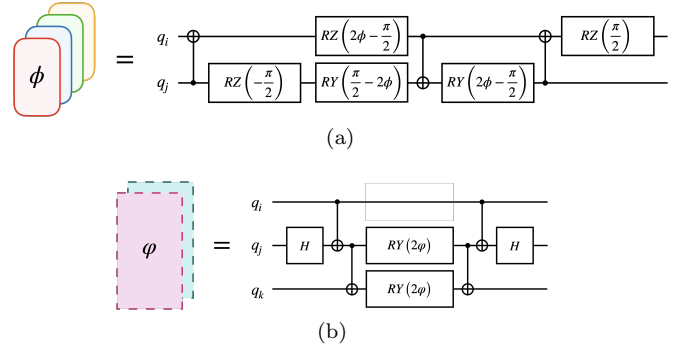 ϕ = q_i RZ(2ϕ − π/2) RZ(π/2)
q_j RZ(−π/2) RY(π/2 − 2ϕ) RY(2ϕ − π/2)
(a)
q_i
φ = q_j H RY(2φ) H
q_k RY(2φ)
(b)